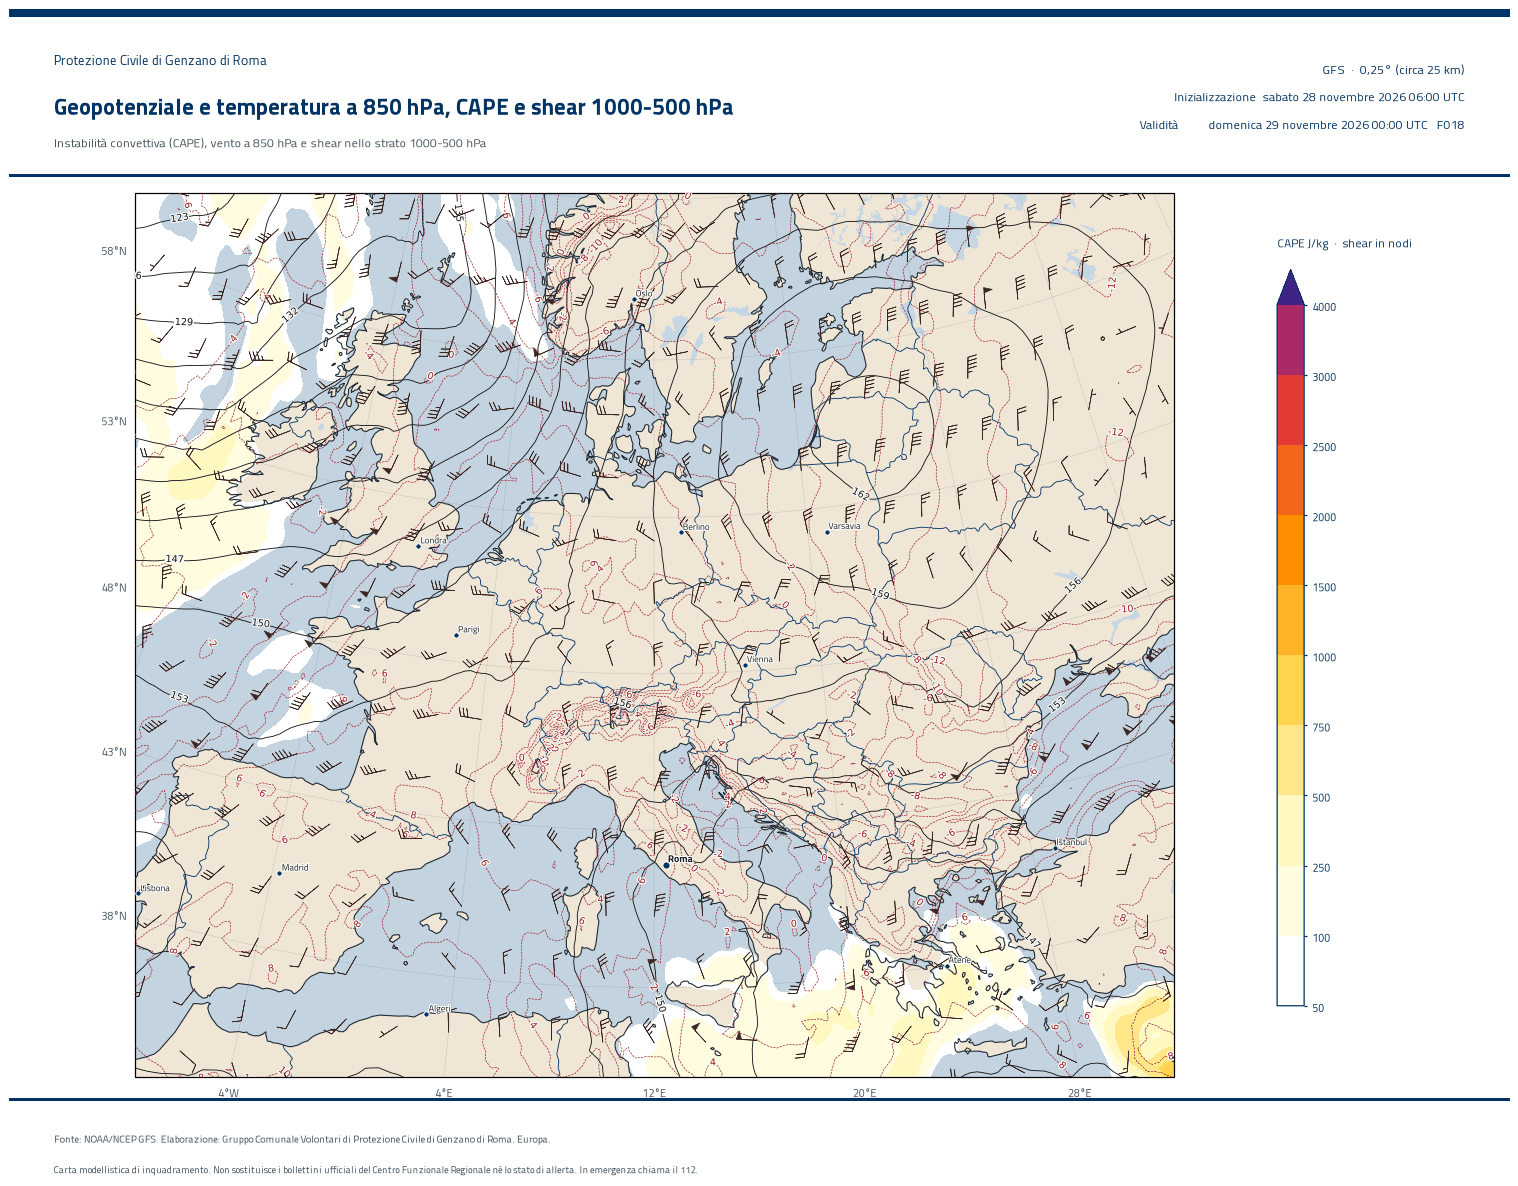 Protezione Civile di Genzano di Roma
Geopotenziale e temperatura a 850 hPa, CAPE e shear 1000-500 hPa
Instabilità convettiva (CAPE), vento a 850 hPa e shear nello strato 1000-500 hPa
GFS · 0,25° (circa 25 km)
Inizializzazione sabato 28 novembre 2026 06:00 UTC
Validità domenica 29 novembre 2026 00:00 UTC F018
CAPE J/kg · shear in nodi
4000
3000
2500
2000
1500
1000
750
500
250
100
50
58°N
53°N
48°N
43°N
38°N
4°W
4°E
12°E
20°E
28°E
Oslo
Berlino
Varsavia
Londra
Parigi
Vienna
Madrid
Lisbona
Roma
Istanbul
Atene
Algeri
123
129
132
147
150
153
162
159
156
156
153
147
150
Fonte: NOAA/NCEP GFS. Elaborazione: Gruppo Comunale Volontari di Protezione Civile di Genzano di Roma. Europa.
Carta modellistica di inquadramento. Non sostituisce i bollettini ufficiali del Centro Funzionale Regionale né lo stato di allerta. In emergenza chiama il 112.